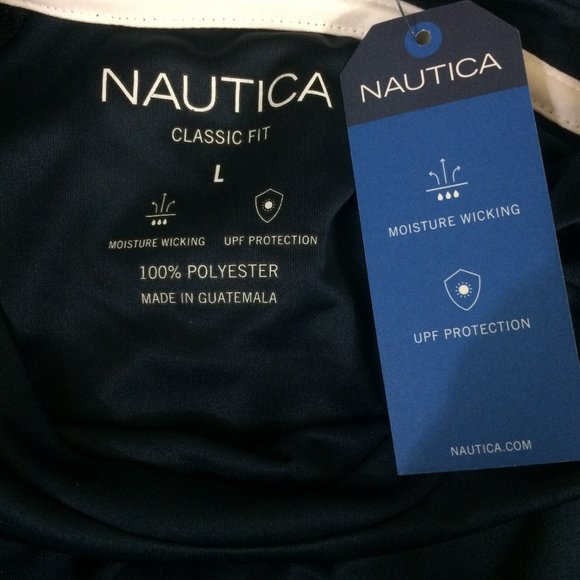 NAUTICA
CLASSIC FIT
L
MOISTURE WICKING
UPF PROTECTION
100% POLYESTER
MADE IN GUATEMALA
NAUTICA
MOISTURE WICKING
UPF PROTECTION
NAUTICA.COM